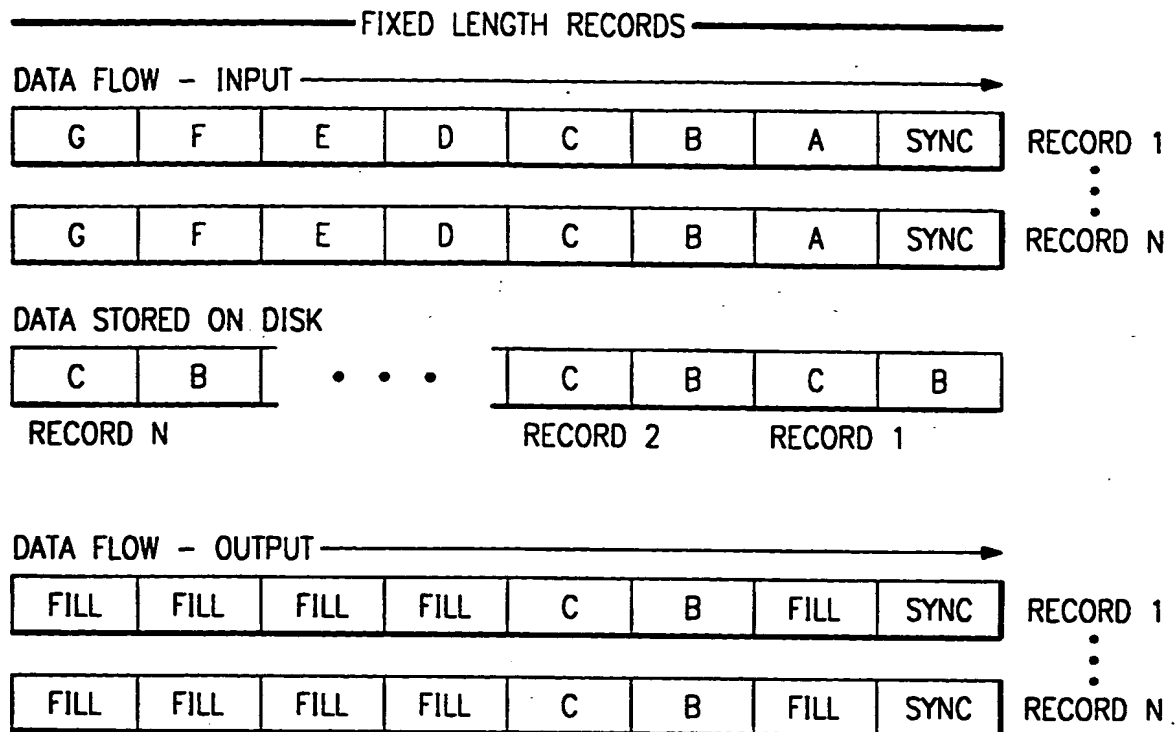 FIXED LENGTH RECORDS
DATA FLOW - INPUT
G F E D C B A SYNC RECORD 1
G F E D C B A SYNC RECORD N
DATA STORED ON DISK
C B • • • C B C B
RECORD N RECORD 2 RECORD 1
DATA FLOW - OUTPUT
FILL FILL FILL FILL C B FILL SYNC RECORD 1
FILL FILL FILL FILL C B FILL SYNC RECORD N